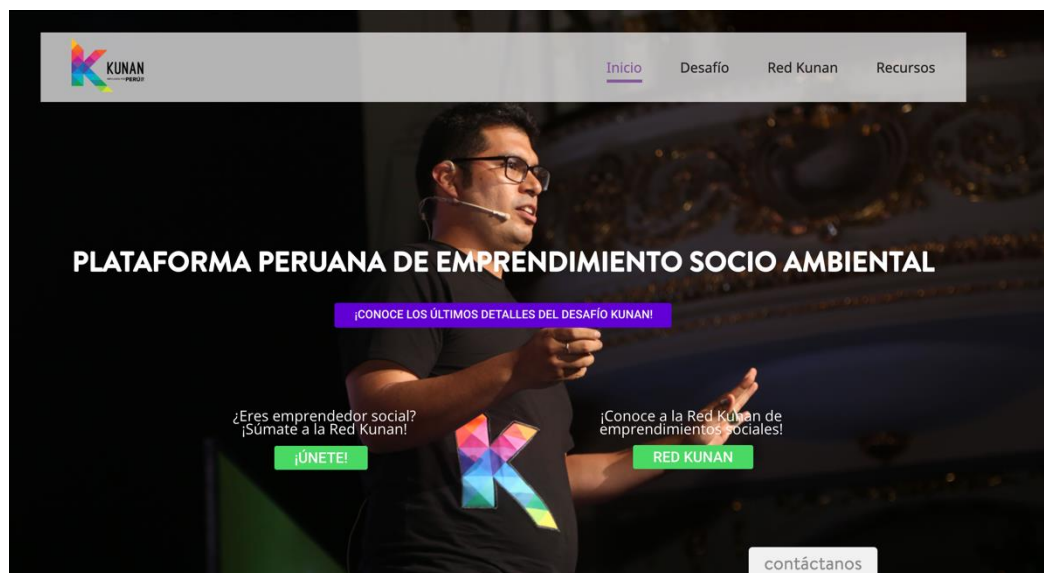 KUNAN
PERÚ
Inicio
Desafío
Red Kunan
Recursos
PLATAFORMA PERUANA DE EMPRENDIMIENTO SOCIO AMBIENTAL
¡CONOCE LOS ÚLTIMOS DETALLES DEL DESAFÍO KUNAN!
¿Eres emprendedor social?
¡Súmate a la Red Kunan!
¡ÚNETE!
¡Conoce a la Red Kunan de
emprendimientos sociales!
RED KUNAN
contáctanos